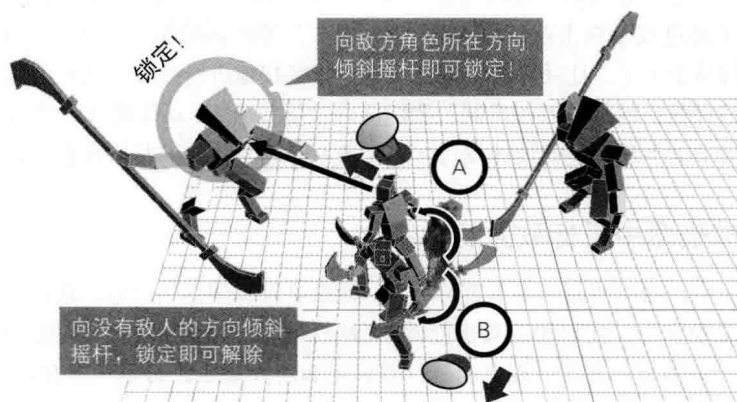 锁定！
向敌方角色所在方向
倾斜摇杆即可锁定！
A
向没有敌人的方向倾斜
摇杆，锁定即可解除
B